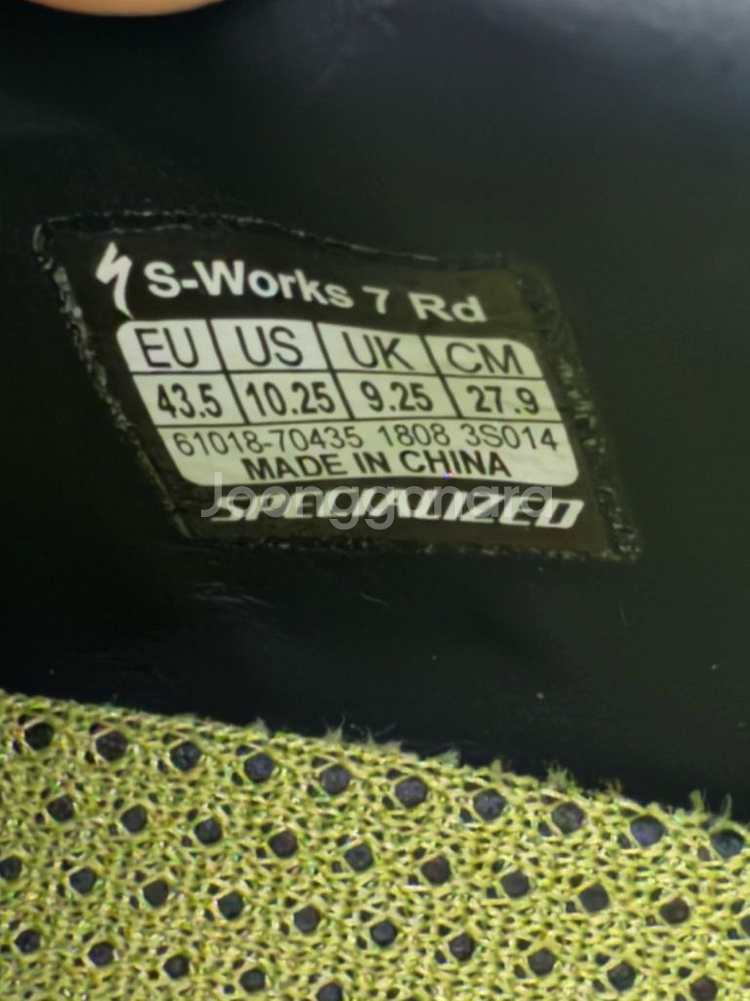 S-Works 7 Rd
EU US UK CM
43.5 10.25 9.25 27.9
61018-70435 1808 3S014
MADE IN CHINA
SPECIALIZED
Joonggonara